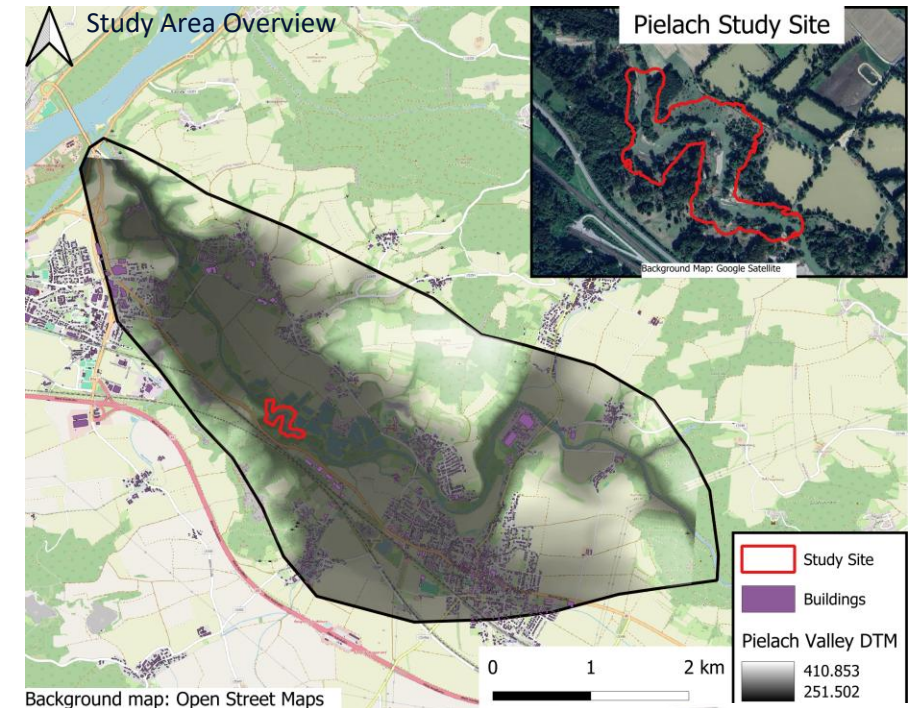 Study Area Overview
Pielach Study Site
Background Map: Google Satellite
Study Site
Buildings
Pielach Valley DTM
410.853
251.502
0 1 2 km
Background map: Open Street Maps